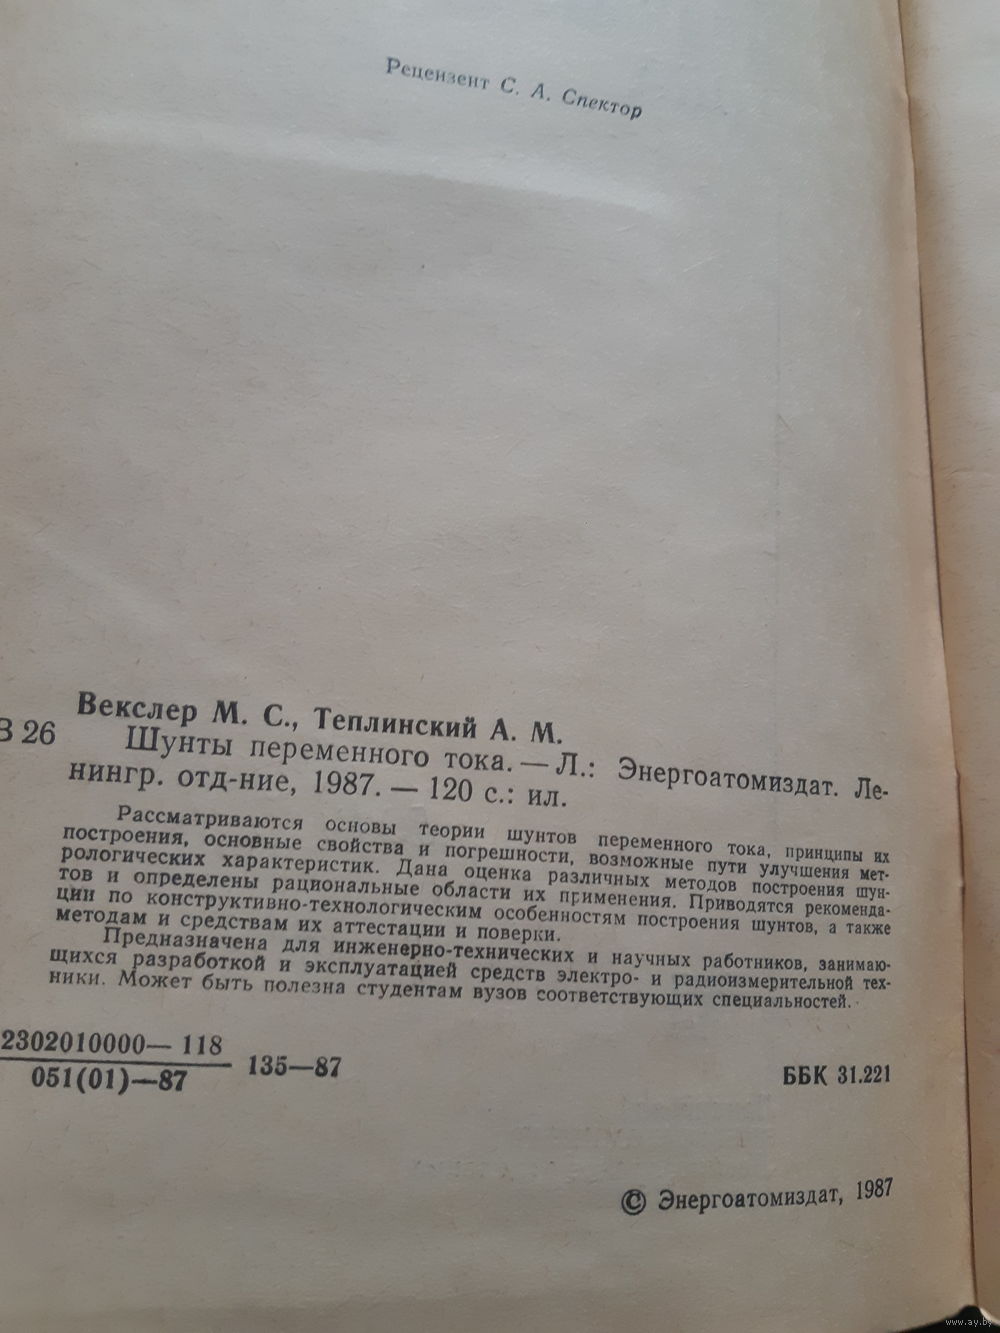 Рецензент С. А. Спектор
Векслер М. С., Теплинский А. М.
В 26 Шунты переменного тока. — Л.: Энергоатомиздат. Ле-
нингр. отд-ние, 1987. — 120 с.: ил.
Рассматриваются основы теории шунтов переменного тока, принципы их
построения, основные свойства и погрешности, возможные пути улучшения мет-
рологических характеристик. Дана оценка различных методов построения шун-
тов и определены рациональные области их применения. Приводятся рекоменда-
ции по конструктивно-технологическим особенностям построения шунтов, а также
методам и средствам их аттестации и поверки.
Предназначена для инженерно-технических и научных работников, занимаю-
щихся разработкой и эксплуатацией средств электро- и радиоизмерительной тех-
ники. Может быть полезна студентам вузов соответствующих специальностей.
2302010000— 118
051(01)—87
135—87
ББК 31.221
© Энергоатомиздат, 1987
www.ay.by